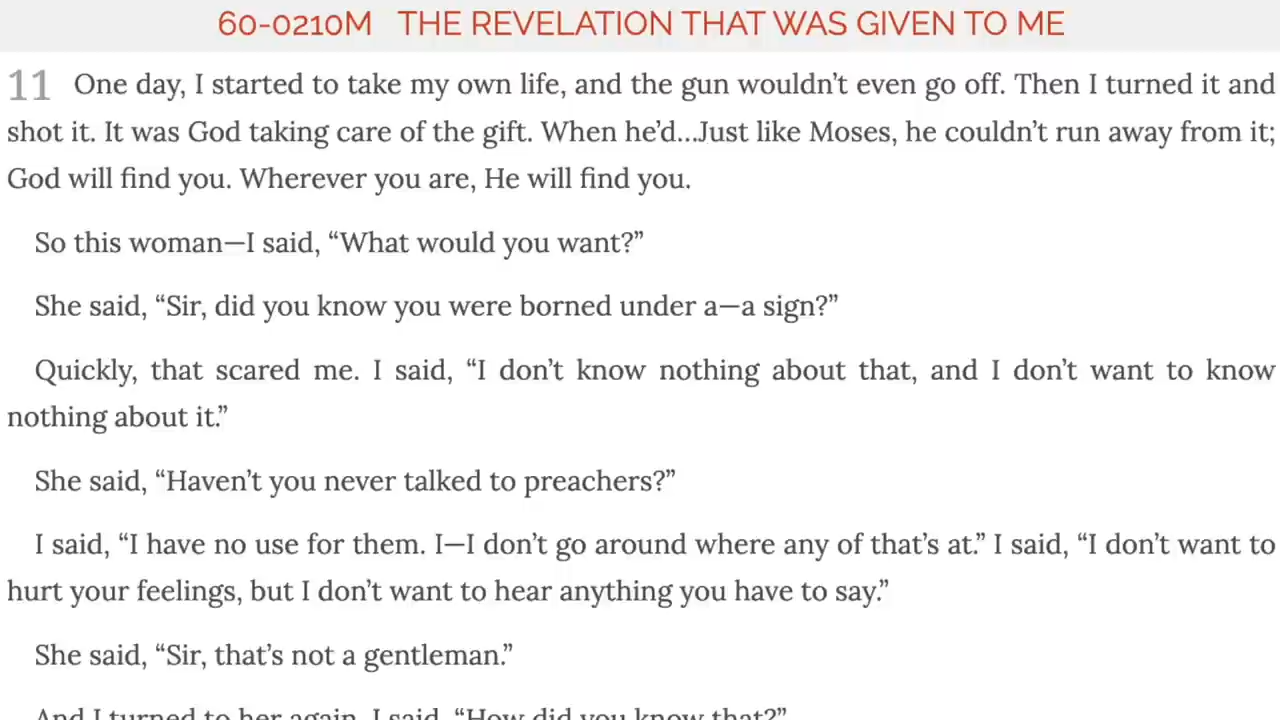 60-0210M THE REVELATION THAT WAS GIVEN TO ME
11 One day, I started to take my own life, and the gun wouldn’t even go off. Then I turned it and
shot it. It was God taking care of the gift. When he’d…Just like Moses, he couldn’t run away from it;
God will find you. Wherever you are, He will find you.
So this woman—I said, “What would you want?”
She said, “Sir, did you know you were borned under a—a sign?”
Quickly, that scared me. I said, “I don’t know nothing about that, and I don’t want to know
nothing about it.”
She said, “Haven’t you never talked to preachers?”
I said, “I have no use for them. I—I don’t go around where any of that’s at.” I said, “I don’t want to
hurt your feelings, but I don’t want to hear anything you have to say.”
She said, “Sir, that’s not a gentleman.”
And I turned to her again, I said, “How did you know that?”